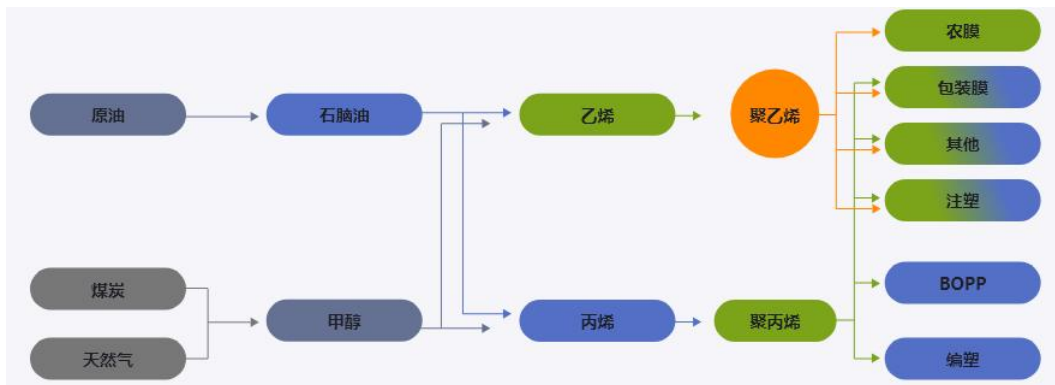 农膜
原油
石脑油
乙烯
聚乙烯
包装膜
其他
注塑
煤炭
天然气
甲醇
丙烯
聚丙烯
BOPP
编塑